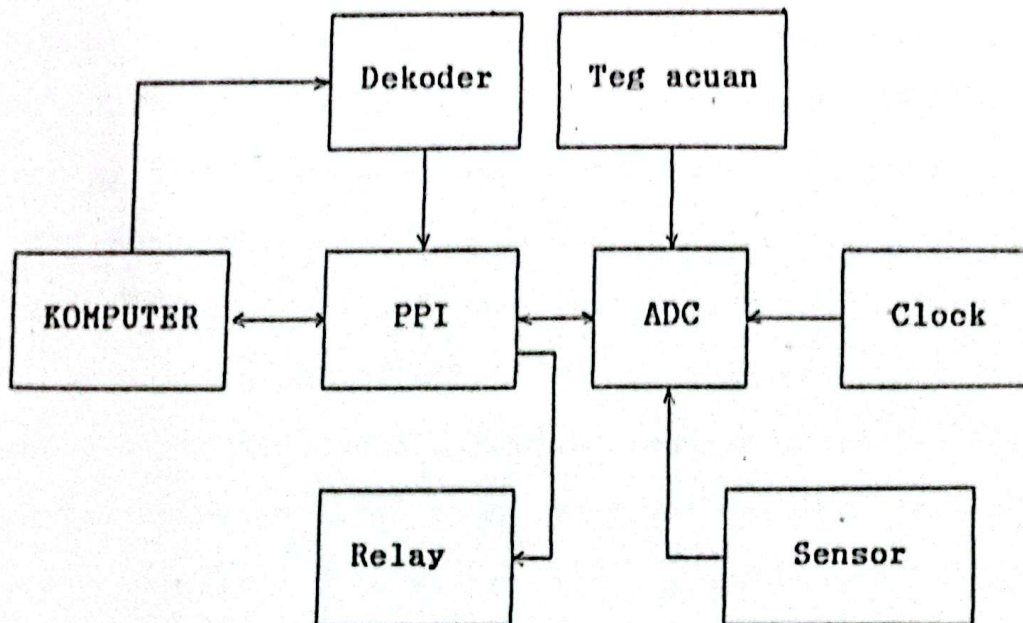 Dekoder
Teg acuan
KOMPUTER
PPI
ADC
Clock
Relay
Sensor